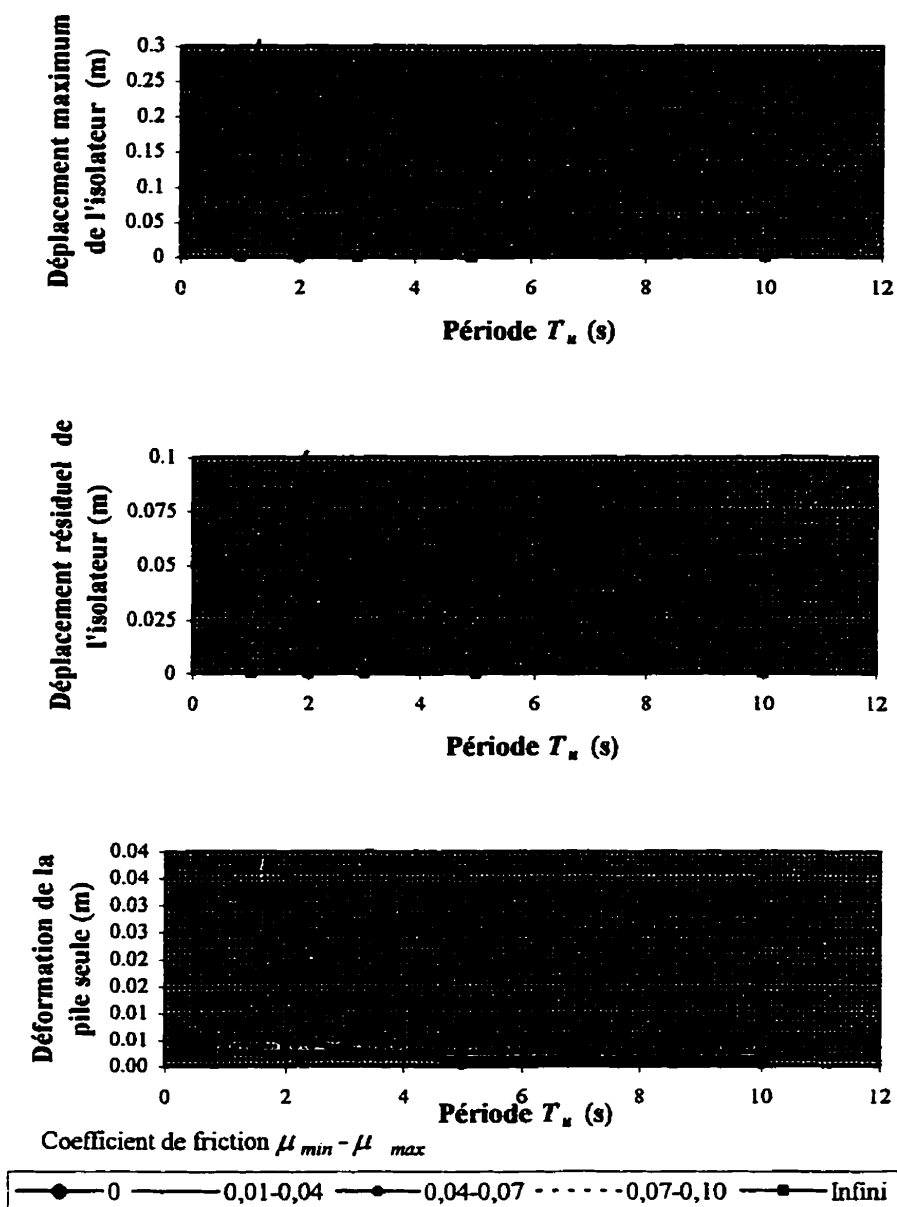 Déplacement maximum
de l'isolateur (m)
0.3
0.25
0.2
0.15
0.1
0.05
0
0 2 4 6 8 10 12
Période T_u (s)
Déplacement résiduel de
l'isolateur (m)
0.1
0.075
0.05
0.025
0
0 2 4 6 8 10 12
Période T_u (s)
Déformation de la
pile seule (m)
0.04
0.04
0.03
0.03
0.02
0.02
0.01
0.01
0.00
0 2 4 6 8 10 12
Période T_u (s)
Coefficient de friction μ min - μ max
0 0,01-0,04 0,04-0,07 0,07-0,10 Infini